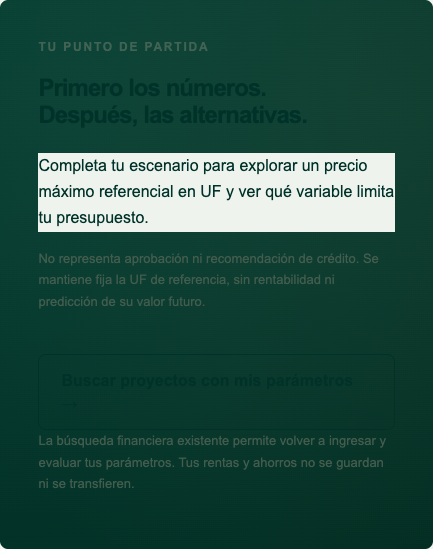 TU PUNTO DE PARTIDA
Primero los números.
Después, las alternativas.
Completa tu escenario para explorar un precio
máximo referencial en UF y ver qué variable limita
tu presupuesto.
No representa aprobación ni recomendación de crédito. Se
mantiene fija la UF de referencia, sin rentabilidad ni
predicción de su valor futuro.
Buscar proyectos con mis parámetros
→
La búsqueda financiera existente permite volver a ingresar y
evaluar tus parámetros. Tus rentas y ahorros no se guardan
ni se transfieren.